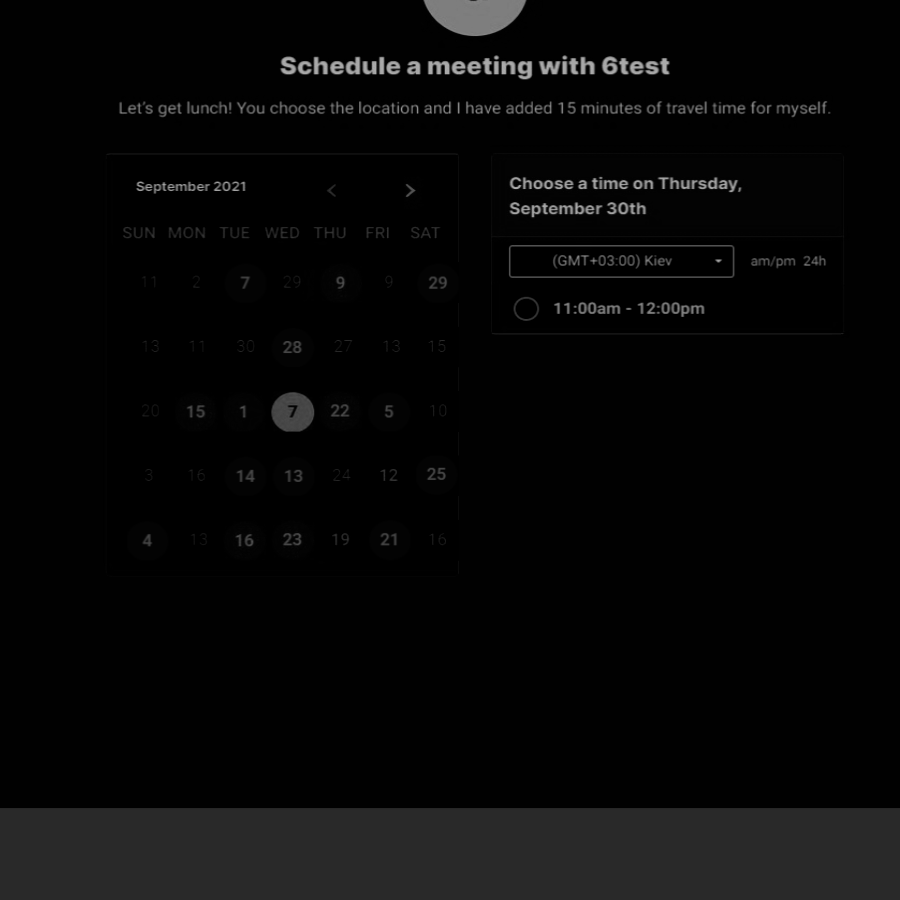 Schedule a meeting with 6test
Let's get lunch! You choose the location and I have added 15 minutes of travel time for myself.
September 2021
SUN MON TUE WED THU FRI SAT
11 2 7 29 9 9 29
13 11 30 28 27 13 15
20 15 1 7 22 5 10
3 16 14 13 24 12 25
4 13 16 23 19 21 16
Choose a time on Thursday,
September 30th
(GMT+03:00) Kiev am/pm 24h
11:00am - 12:00pm